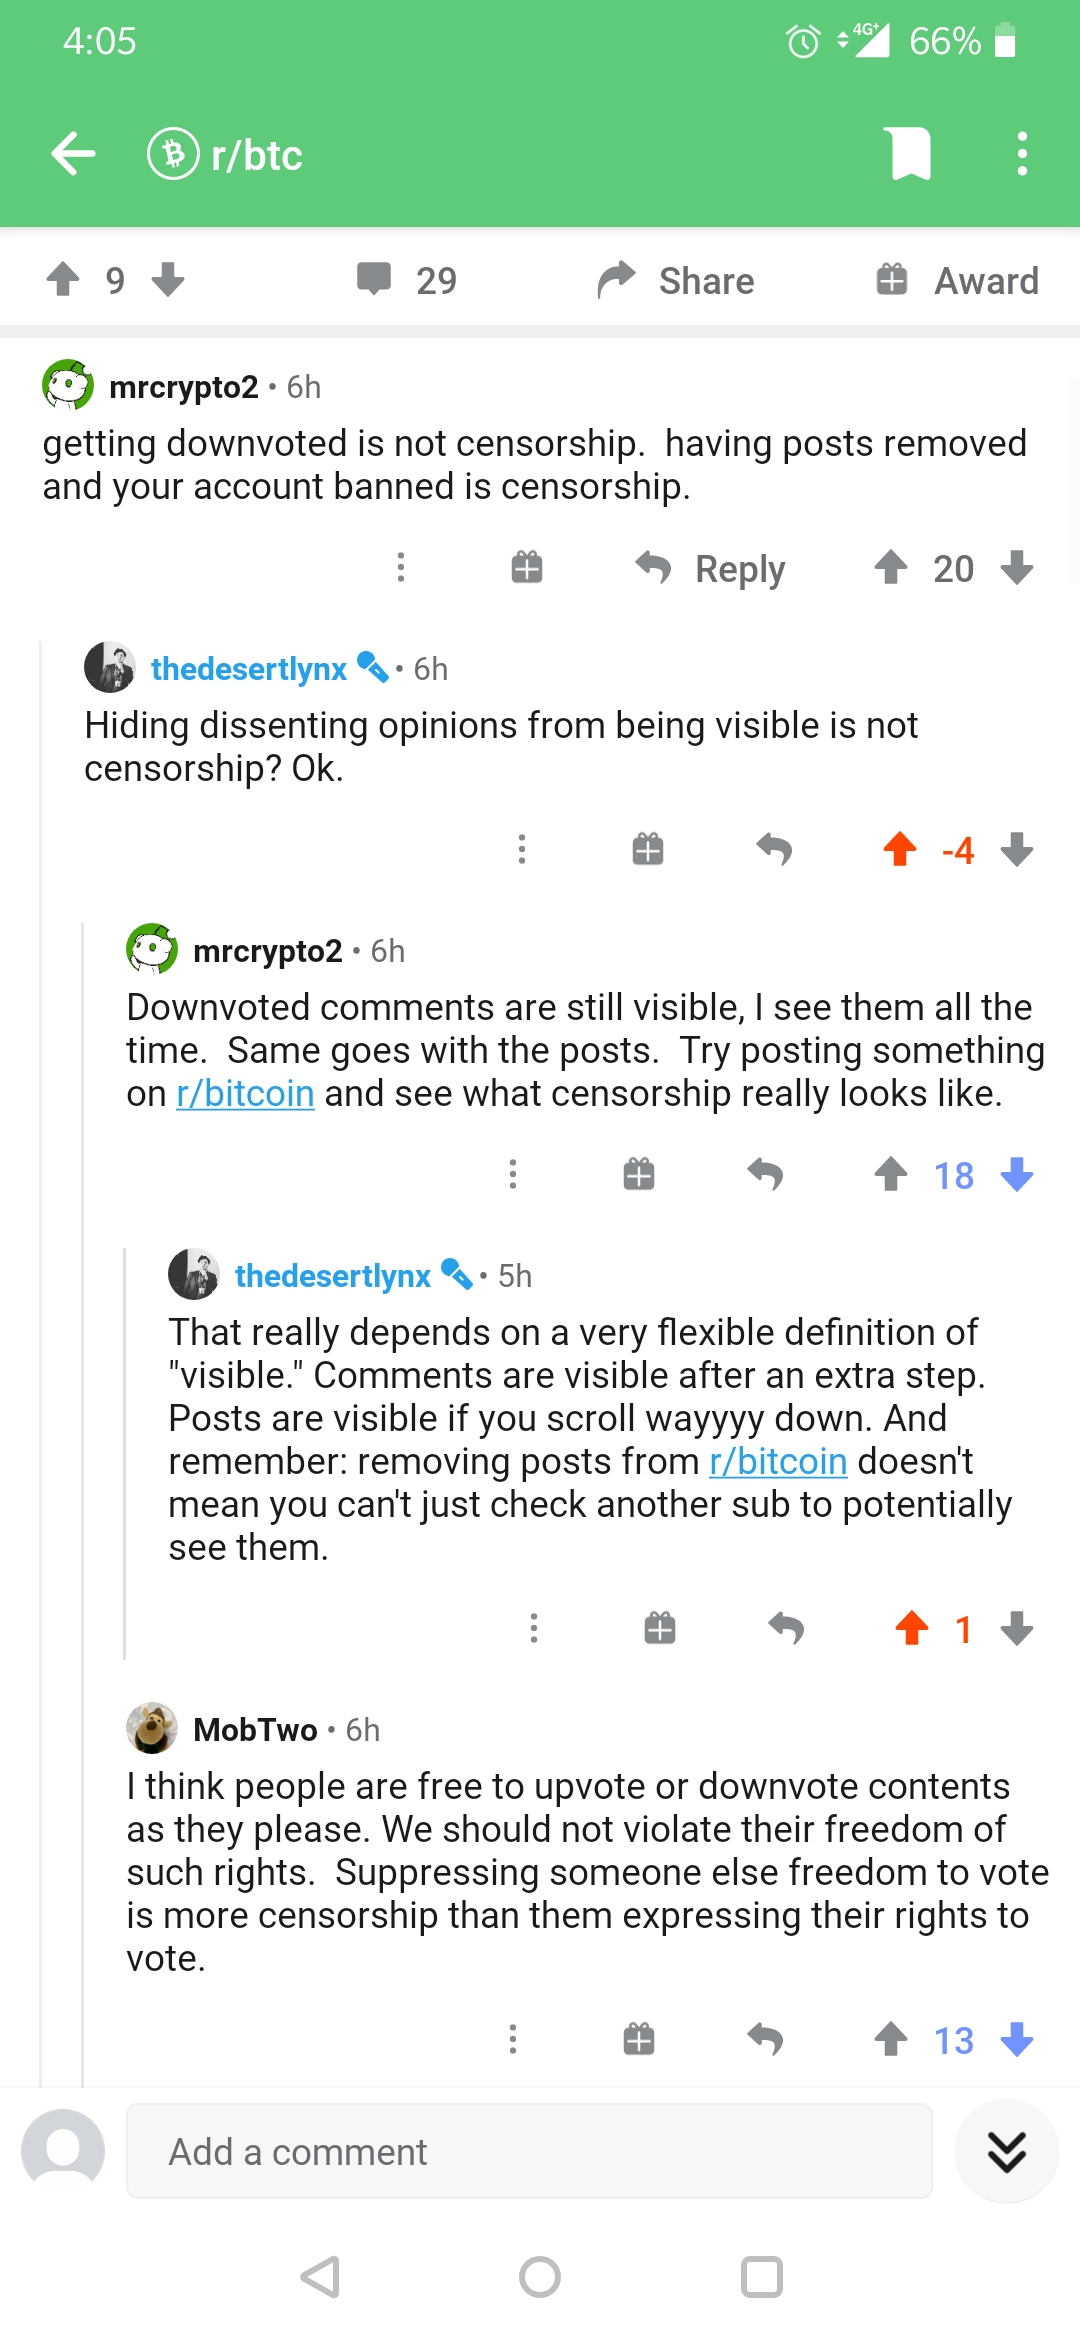 4:05
4G+ 66%
r/btc
9 29 Share Award
mrcrypto2 • 6h
getting downvoted is not censorship.  having posts removed
and your account banned is censorship.
Reply 20
thedesertlynx • 6h
Hiding dissenting opinions from being visible is not
censorship? Ok.
-4
mrcrypto2 • 6h
Downvoted comments are still visible, I see them all the
time.  Same goes with the posts.  Try posting something
on r/bitcoin and see what censorship really looks like.
18
thedesertlynx • 5h
That really depends on a very flexible definition of
"visible." Comments are visible after an extra step.
Posts are visible if you scroll wayyyy down. And
remember: removing posts from r/bitcoin doesn't
mean you can't just check another sub to potentially
see them.
1
MobTwo • 6h
I think people are free to upvote or downvote contents
as they please. We should not violate their freedom of
such rights.  Suppressing someone else freedom to vote
is more censorship than them expressing their rights to
vote.
13
Add a comment